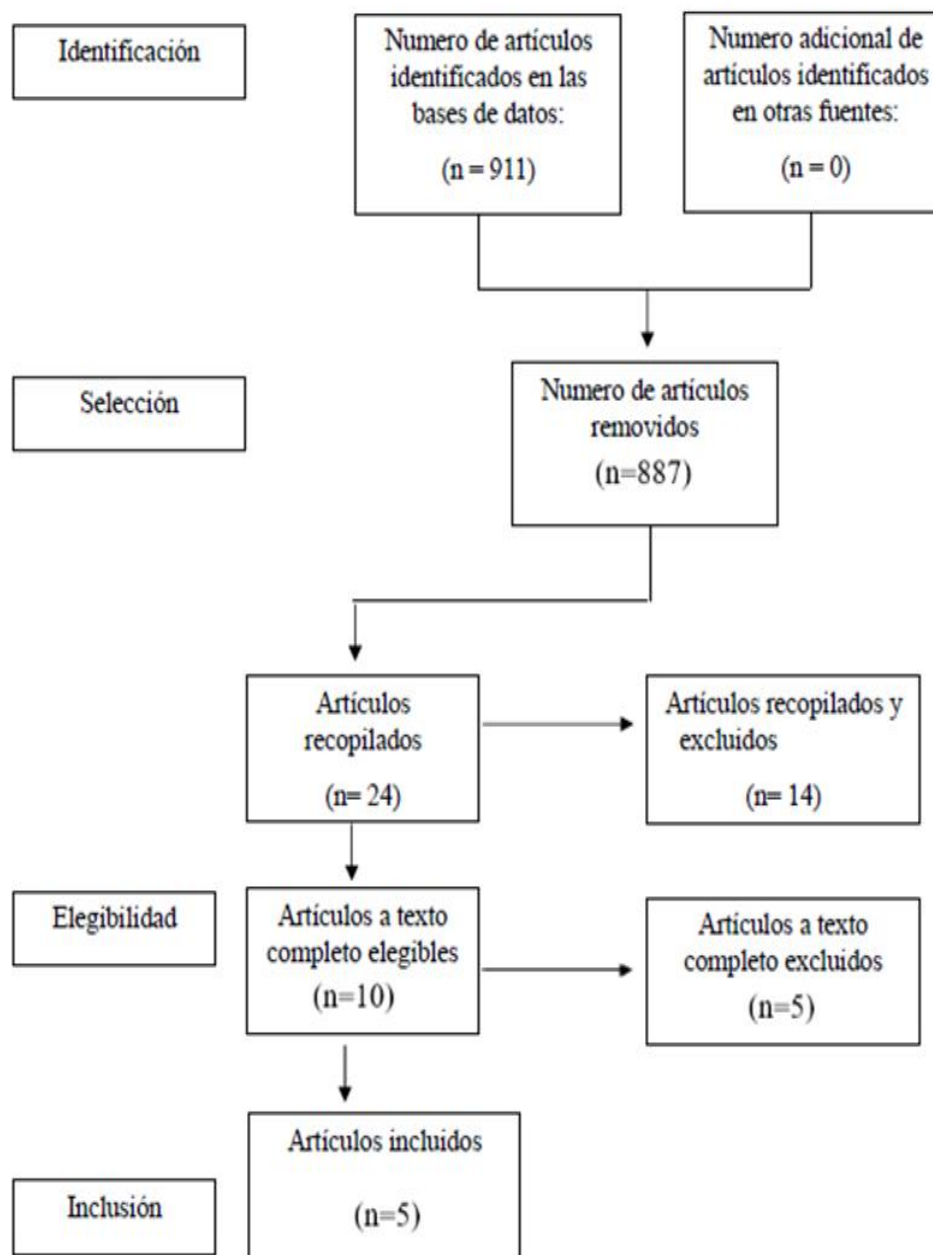 Identificación
Numero de artículos
identificados en las
bases de datos:
(n = 911)
Numero adicional de
artículos identificados
en otras fuentes:
(n = 0)
Selección
Numero de artículos
removidos
(n=887)
Artículos
recopilados
(n= 24)
Artículos recopilados y
excluidos
(n= 14)
Elegibilidad
Artículos a texto
completo elegibles
(n=10)
Artículos a texto
completo excluidos
(n=5)
Artículos incluidos
(n=5)
Inclusión